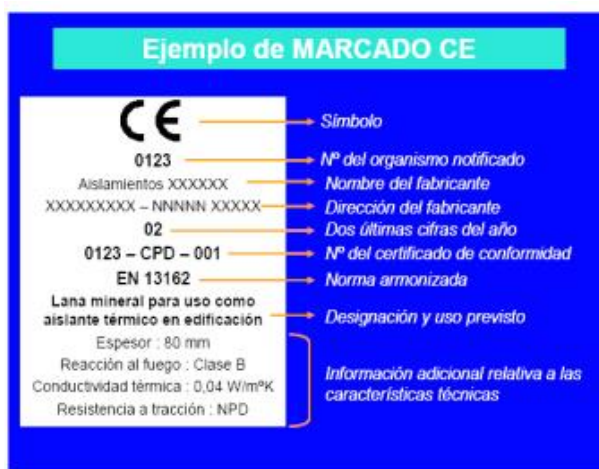 Ejemplo de MARCADO CE
CE
Símbolo
0123
Nº del organismo notificado
Aislamientos XXXXXX
Nombre del fabricante
XXXXXXXXX – NNNNN XXXXX
Dirección del fabricante
02
Dos últimas cifras del año
0123 – CPD – 001
Nº del certificado de conformidad
EN 13162
Norma armonizada
Lana mineral para uso como
aislante térmico en edificación
Designación y uso previsto
Espesor : 80 mm
Reacción al fuego : Clase B
Conductividad térmica : 0,04 W/mºK
Resistencia a tracción : NPD
Información adicional relativa a las
características técnicas